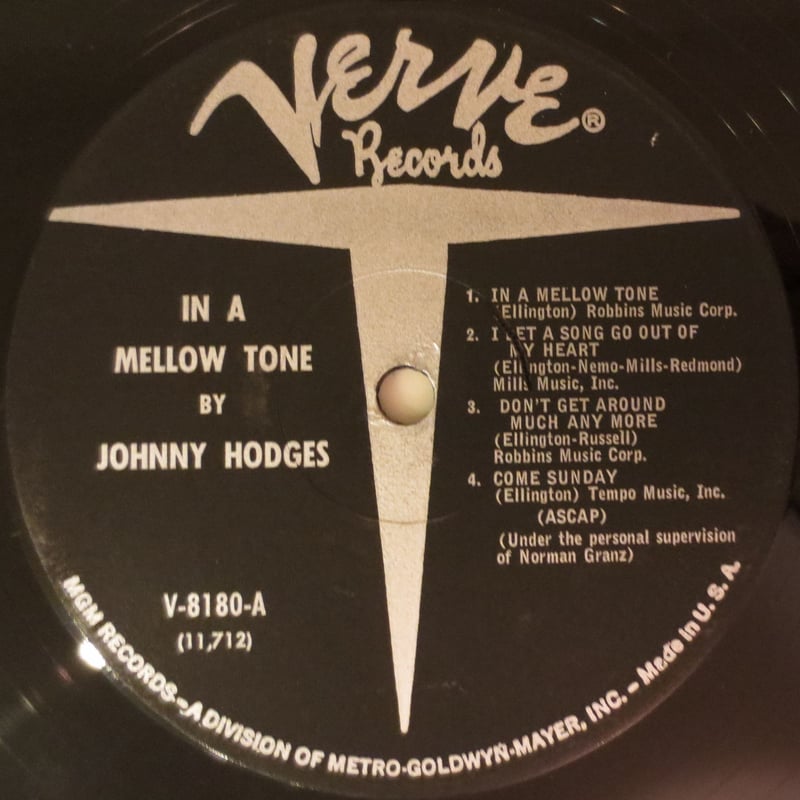 Verve®
Records
IN A
MELLOW TONE
BY
JOHNNY HODGES
V-8180-A
(11,712)
1. IN A MELLOW TONE
(Ellington) Robbins Music Corp.
2. I LET A SONG GO OUT OF
MY HEART
(Ellington-Nemo-Mills-Redmond)
Mills Music, Inc.
3. DON'T GET AROUND
MUCH ANY MORE
(Ellington-Russell)
Robbins Music Corp.
4. COME SUNDAY
(Ellington) Tempo Music, Inc.
(ASCAP)
(Under the personal supervision
of Norman Granz)
MGM RECORDS—A DIVISION OF METRO-GOLDWYN-MAYER, INC. — Made in U. S. A.